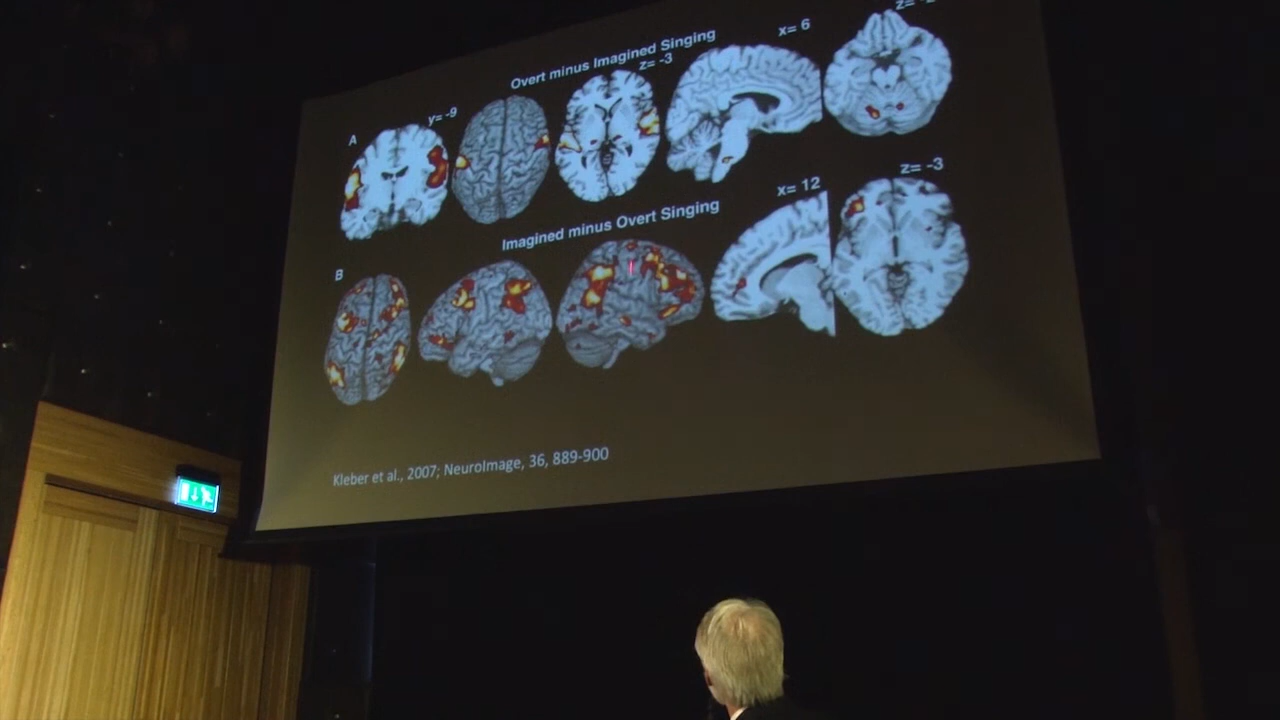 Overt minus Imagined Singing
A
y= -9
z= -3
x= 6
z= -2
Imagined minus Overt Singing
B
x= 12
z= -3
Kleber et al., 2007; NeuroImage, 36, 889-900